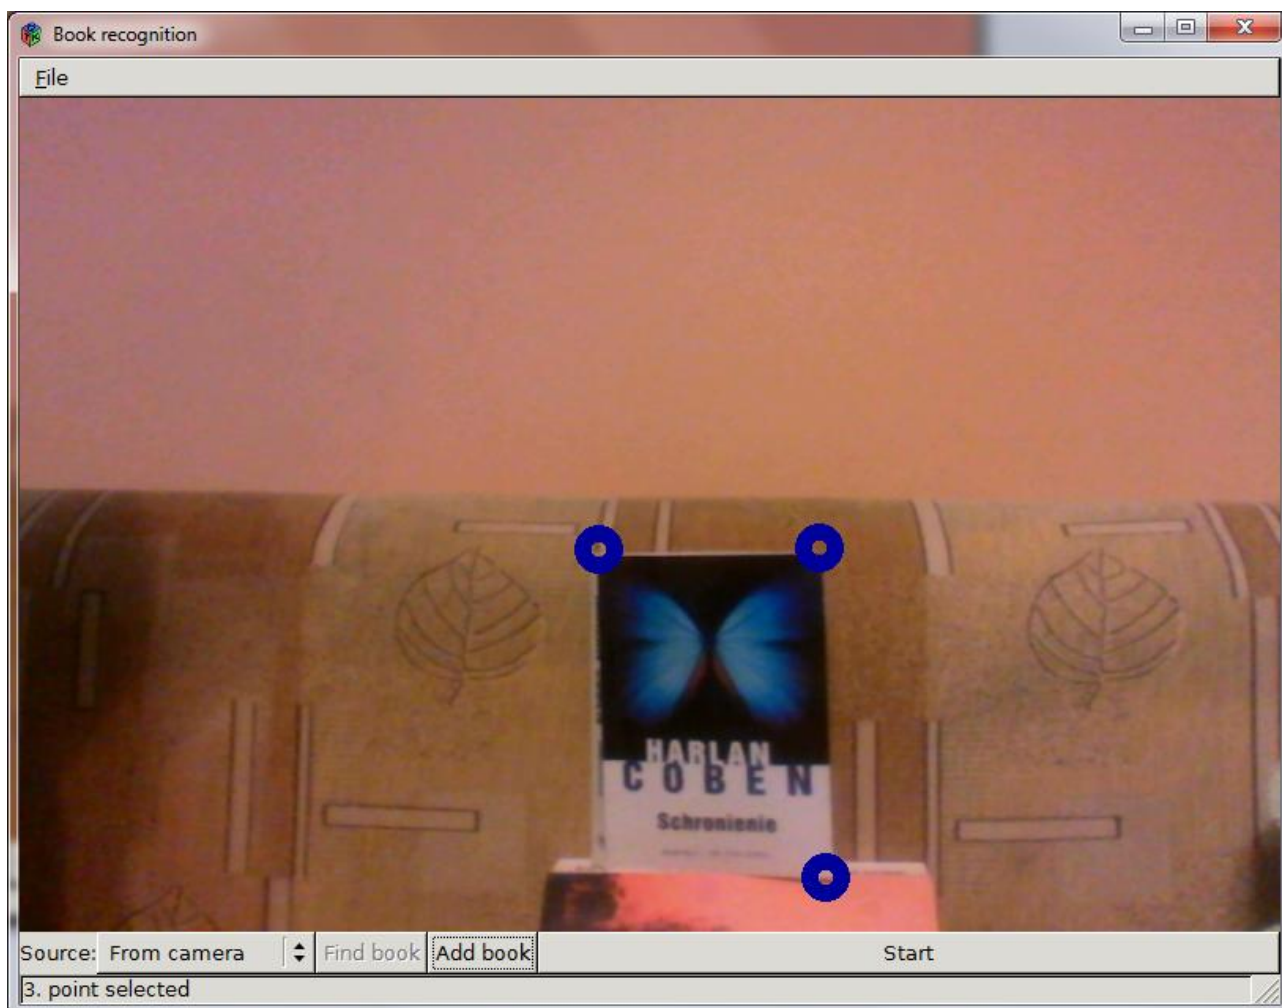 Book recognition
File
HARLAN
COBEN
Schronienie
Source: From camera Find book Add book Start
3. point selected